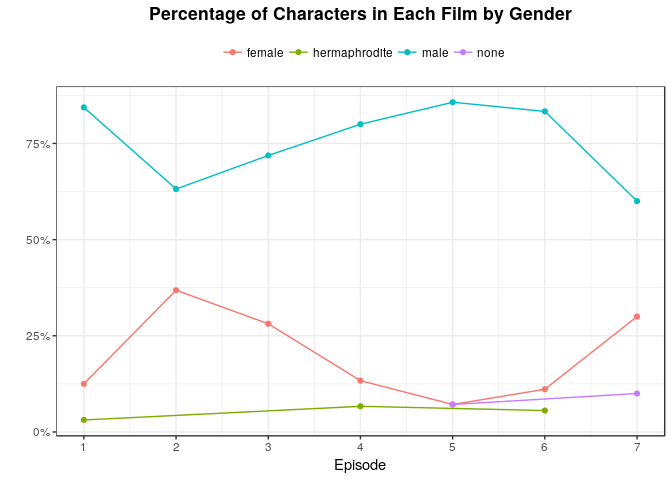 Percentage of Characters in Each Film by Gender
female hermaphrodite male none
75%
50%
25%
0%
1 2 3 4 5 6 7
Episode